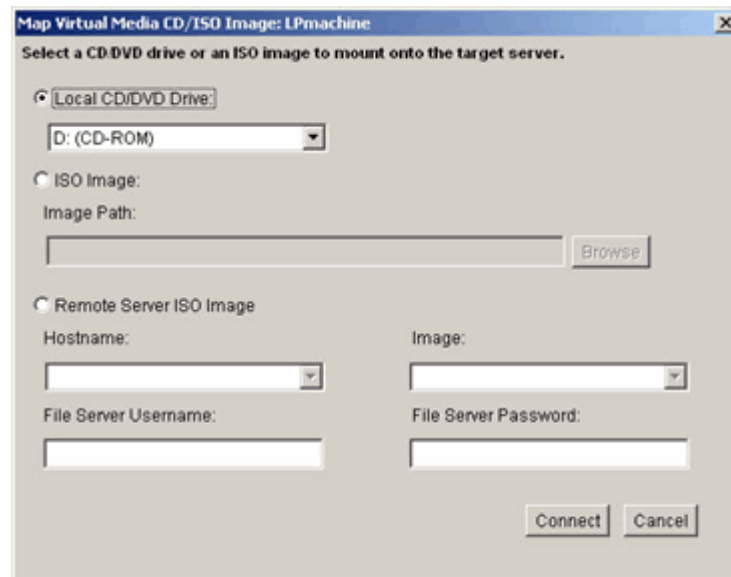 Map Virtual Media CD/ISO Image: LPmachine
Select a CD/DVD drive or an ISO image to mount onto the target server.
Local CD/DVD Drive:
D: (CD-ROM)
ISO Image:
Image Path:
Browse
Remote Server ISO Image
Hostname:
Image:
File Server Username:
File Server Password:
Connect
Cancel